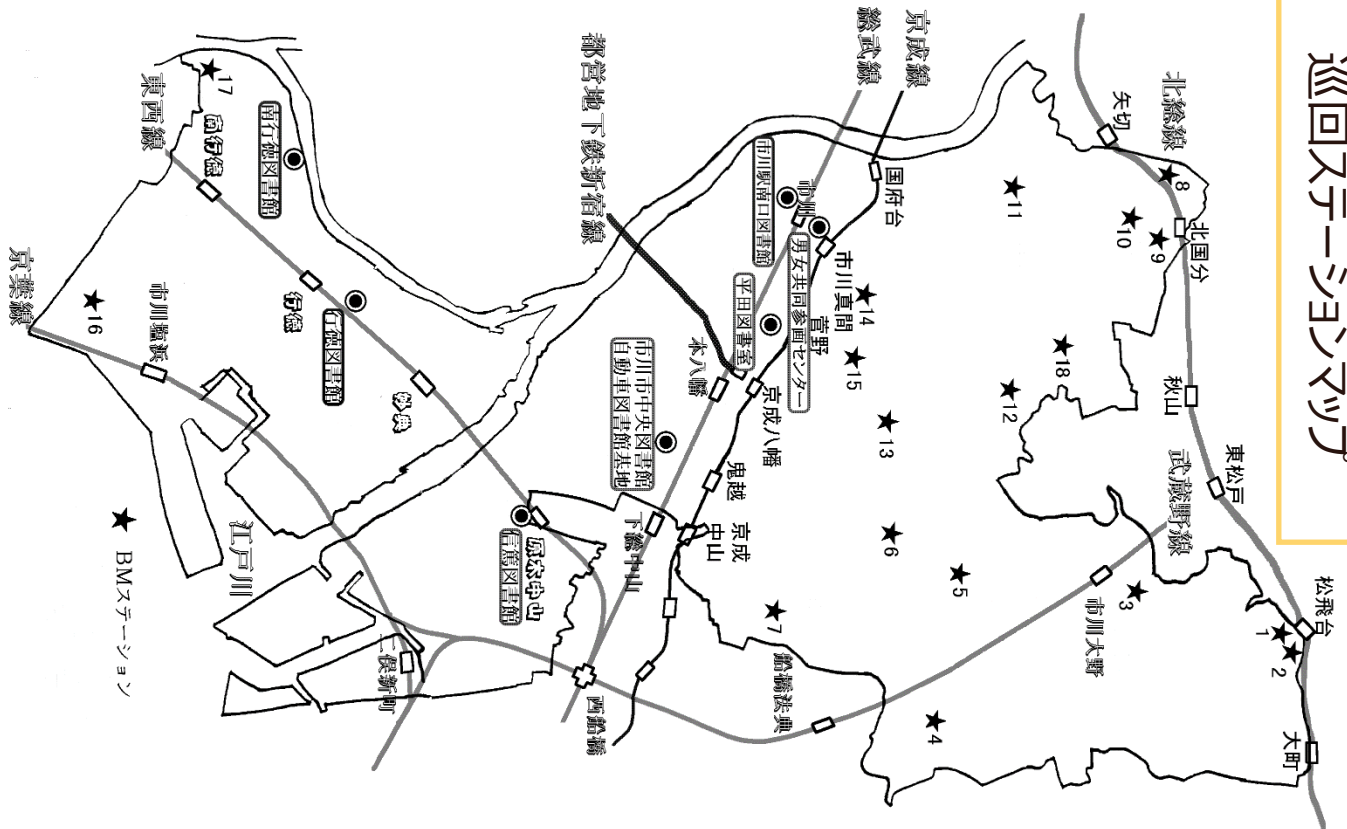 巡回ステーションマップ
北総線
矢切
北国分
秋山
東松戸
松飛台
大町
武蔵野線
市川大野
船橋法典
西船橋
京成線
総武線
国府台
市川真間
菅野
京成八幡
鬼越
京成
中山
市川
本八幡
下総中山
都営地下鉄新宿線
市川駅南口図書館
男女共同参画センター
平田図書室
市川市中央図書館
自動車図書館基地
東西線
南行徳
行徳
妙典
原木中山
南行徳図書館
行徳図書館
信篤図書館
京葉線
市川塩浜
二俣新町
江戸川
★ BMステーション
★1
★2
★3
★4
★5
★6
★7
★8
★9
★10
★11
★12
★13
★14
★15
★16
★17
★18